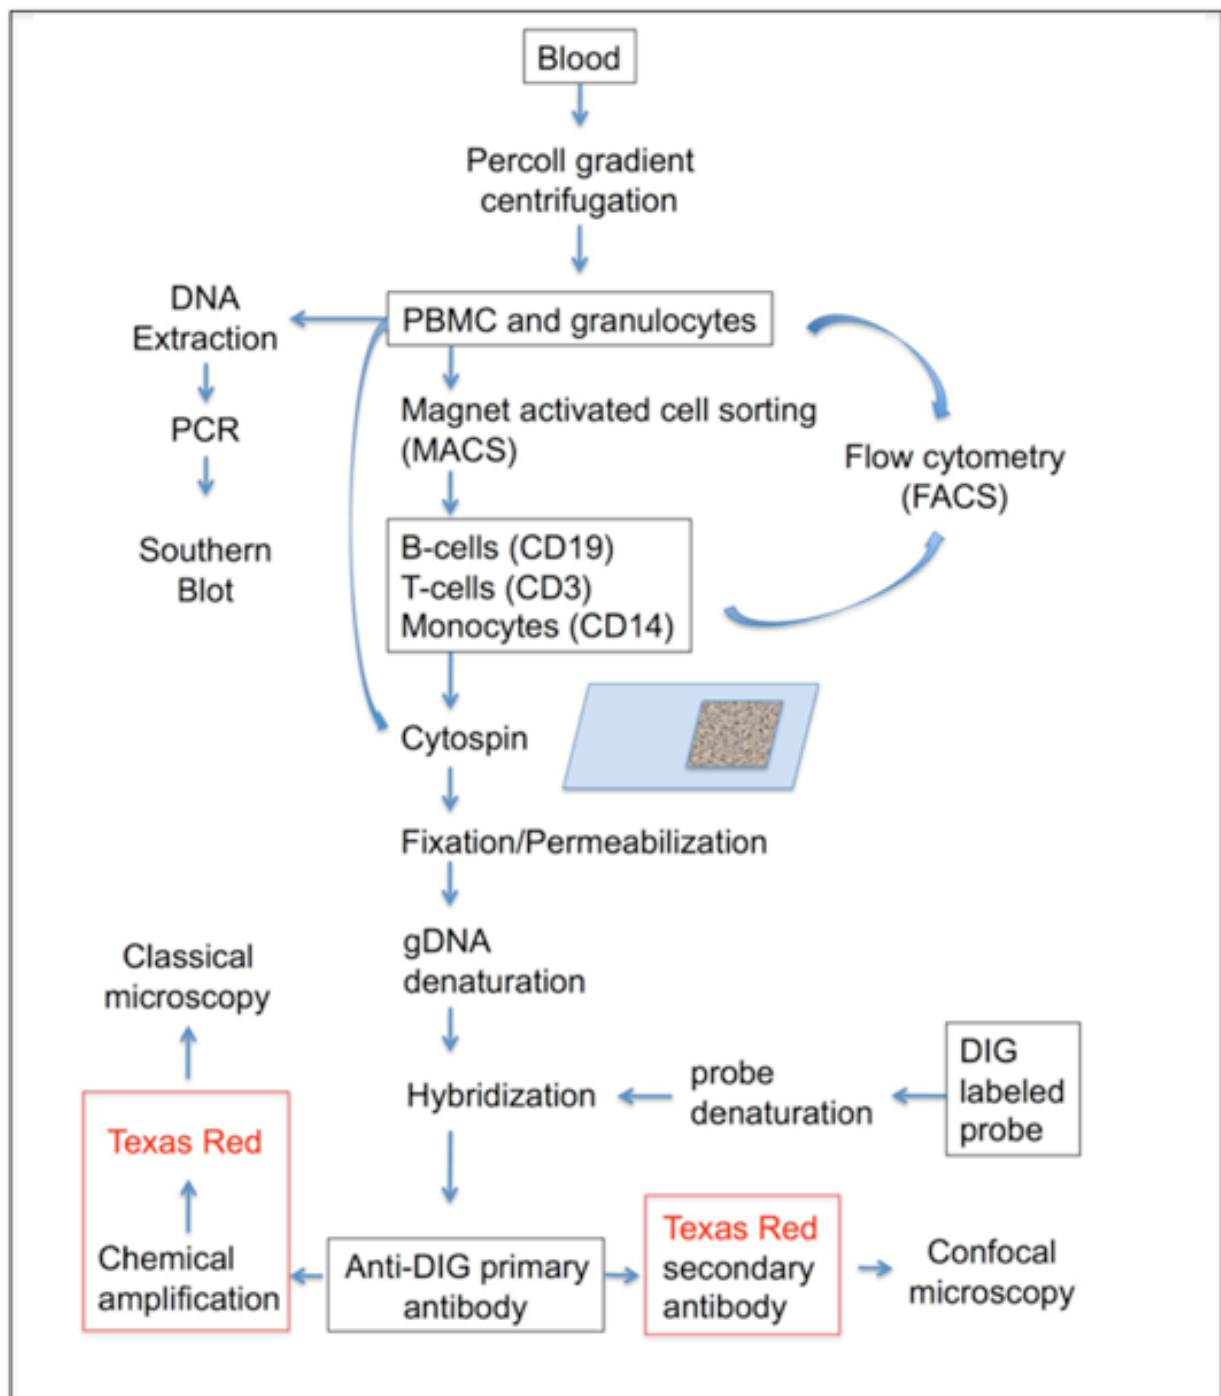 Blood
Percoll gradient
centrifugation
DNA
Extraction
PBMC and granulocytes
PCR
Magnet activated cell sorting
(MACS)
Flow cytometry
(FACS)
Southern
Blot
B-cells (CD19)
T-cells (CD3)
Monocytes (CD14)
Cytospin
Fixation/Permeabilization
gDNA
denaturation
Classical
microscopy
Hybridization
probe
denaturation
DIG
labeled
probe
Texas Red
Chemical
amplification
Anti-DIG primary
antibody
Texas Red
secondary
antibody
Confocal
microscopy